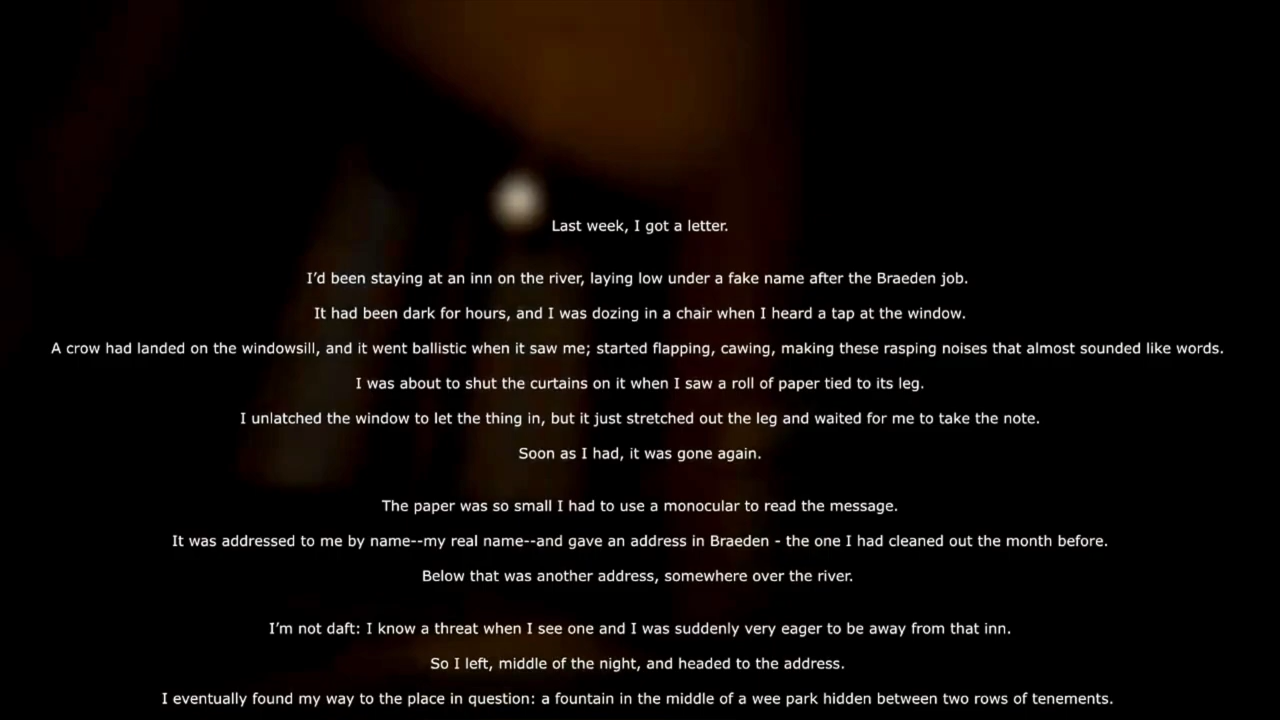 Last week, I got a letter.
I’d been staying at an inn on the river, laying low under a fake name after the Braeden job.
It had been dark for hours, and I was dozing in a chair when I heard a tap at the window.
A crow had landed on the windowsill, and it went ballistic when it saw me; started flapping, cawing, making these rasping noises that almost sounded like words.
I was about to shut the curtains on it when I saw a roll of paper tied to its leg.
I unlatched the window to let the thing in, but it just stretched out the leg and waited for me to take the note.
Soon as I had, it was gone again.
The paper was so small I had to use a monocular to read the message.
It was addressed to me by name--my real name--and gave an address in Braeden - the one I had cleaned out the month before.
Below that was another address, somewhere over the river.
I’m not daft: I know a threat when I see one and I was suddenly very eager to be away from that inn.
So I left, middle of the night, and headed to the address.
I eventually found my way to the place in question: a fountain in the middle of a wee park hidden between two rows of tenements.